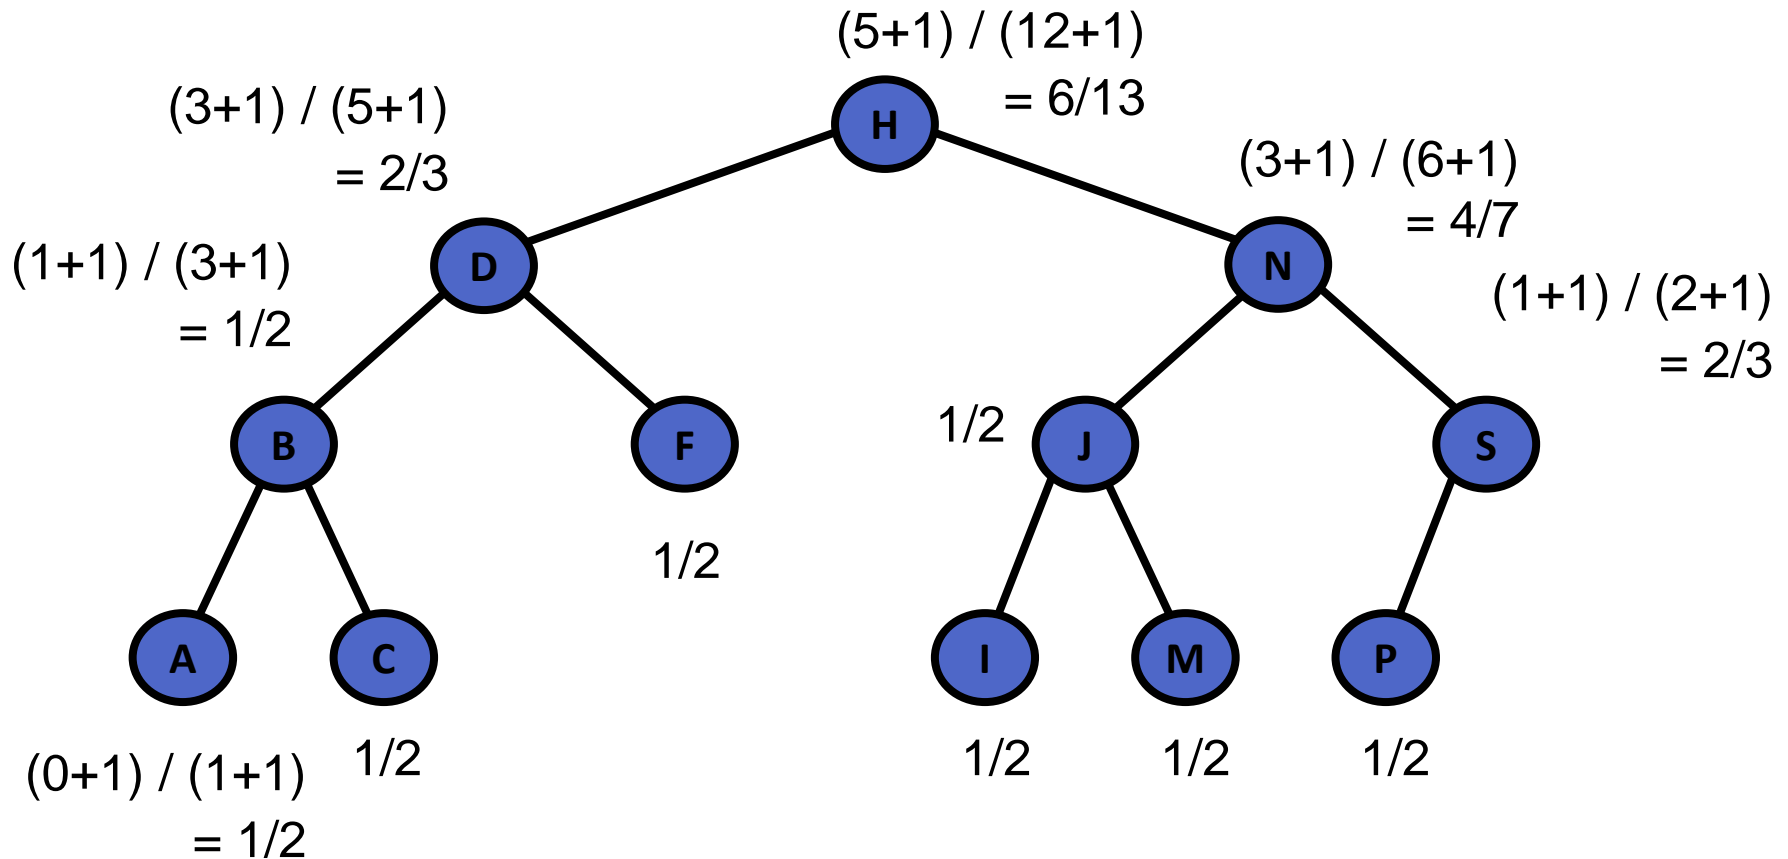 (5+1) / (12+1)
= 6/13
H
(3+1) / (5+1)
= 2/3
D
(3+1) / (6+1)
= 4/7
N
(1+1) / (3+1)
= 1/2
B
F
1/2
1/2
J
(1+1) / (2+1)
= 2/3
S
A
C
I
M
P
(0+1) / (1+1)
= 1/2
1/2
1/2
1/2
1/2